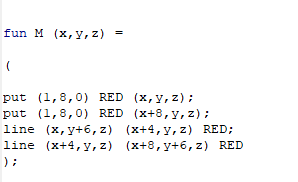 fun M (x,y,z) =
(
put (1,8,0) RED (x,y,z);
put (1,8,0) RED (x+8,y,z);
line (x,y+6,z) (x+4,y,z) RED;
line (x+4,y,z) (x+8,y+6,z) RED
);